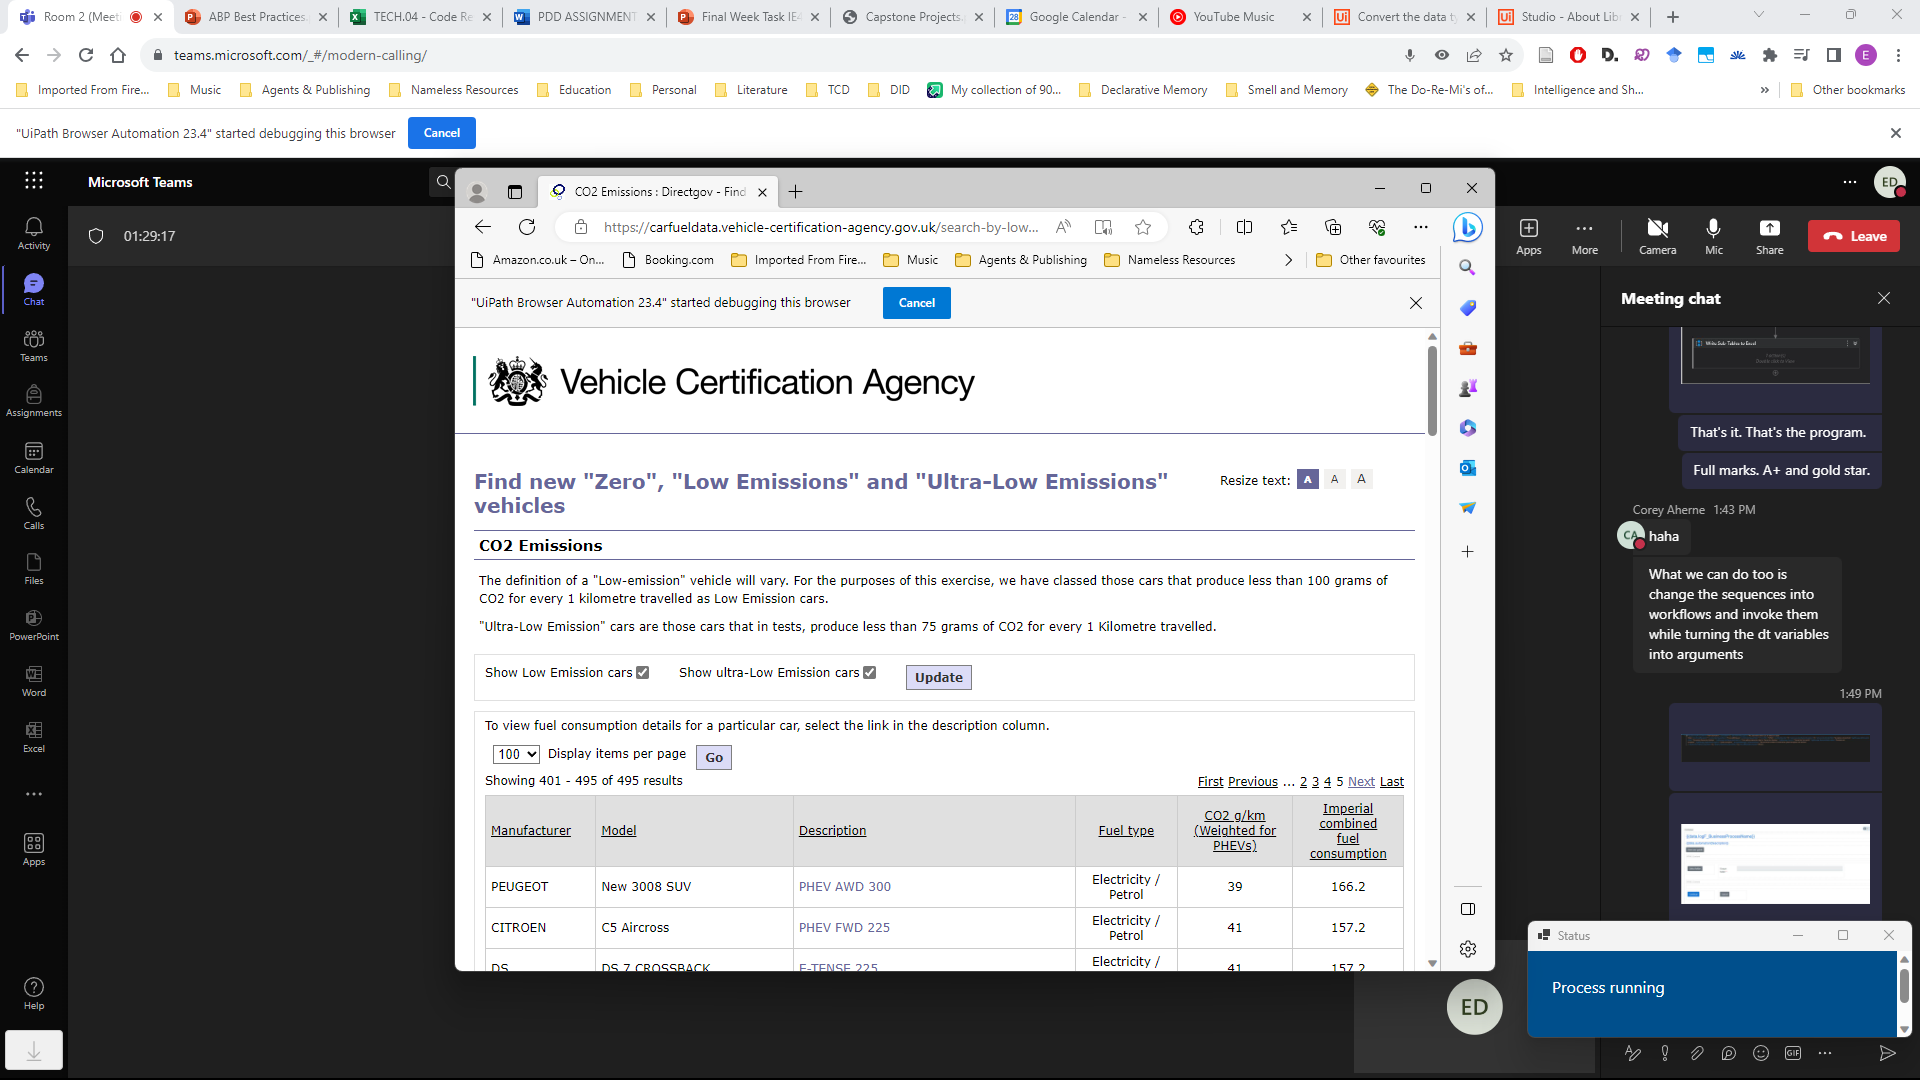 Room 2 (Meeti
ABP Best Practices.
TECH.04 - Code Re
PDD ASSIGNMENT
Final Week Task IE4
Capstone Projects.
Google Calendar -
YouTube Music
Convert the data ty
Studio - About Lib
teams.microsoft.com/_#/modern-calling/
Imported From Fire...
Music
Agents & Publishing
Nameless Resources
Education
Personal
Literature
TCD
DID
My collection of 90...
Declarative Memory
Smell and Memory
The Do-Re-Mi's of...
Intelligence and Sh...
Other bookmarks
"UiPath Browser Automation 23.4" started debugging this browser
Cancel
Microsoft Teams
ED
01:29:17
Apps
More
Camera
Mic
Share
Leave
Activity
Chat
Teams
Assignments
Calendar
Calls
Files
PowerPoint
Word
Excel
Apps
Help
CO2 Emissions : Directgov - Find
https://carfueldata.vehicle-certification-agency.gov.uk/search-by-low...
Amazon.co.uk – On...
Booking.com
Imported From Fire...
Music
Agents & Publishing
Nameless Resources
Other favourites
"UiPath Browser Automation 23.4" started debugging this browser
Cancel
Vehicle Certification Agency
Find new "Zero", "Low Emissions" and "Ultra-Low Emissions"
vehicles
Resize text: A A A
CO2 Emissions
The definition of a "Low-emission" vehicle will vary. For the purposes of this exercise, we have classed those cars that produce less than 100 grams of
CO2 for every 1 kilometre travelled as Low Emission cars.
"Ultra-Low Emission" cars are those cars that in tests, produce less than 75 grams of CO2 for every 1 Kilometre travelled.
Show Low Emission cars
Show ultra-Low Emission cars
Update
To view fuel consumption details for a particular car, select the link in the description column.
100 Display items per page Go
Showing 401 - 495 of 495 results
First Previous ... 2 3 4 5 Next Last
Manufacturer
Model
Description
Fuel type
CO2 g/km
(Weighted for
PHEVs)
Imperial
combined
fuel
consumption
PEUGEOT
New 3008 SUV
PHEV AWD 300
Electricity /
Petrol
39
166.2
CITROEN
C5 Aircross
PHEV FWD 225
Electricity /
Petrol
41
157.2
DS
DS 7 CROSSBACK
E-TENSE 225
Electricity /
41
157.2
Meeting chat
Write Sub-Tables to Excel
That's it. That's the program.
Full marks. A+ and gold star.
Corey Aherne 1:43 PM
CA
haha
What we can do too is
change the sequences into
workflows and invoke them
while turning the dt variables
into arguments
1:49 PM
Status
Process running
ED
GIF